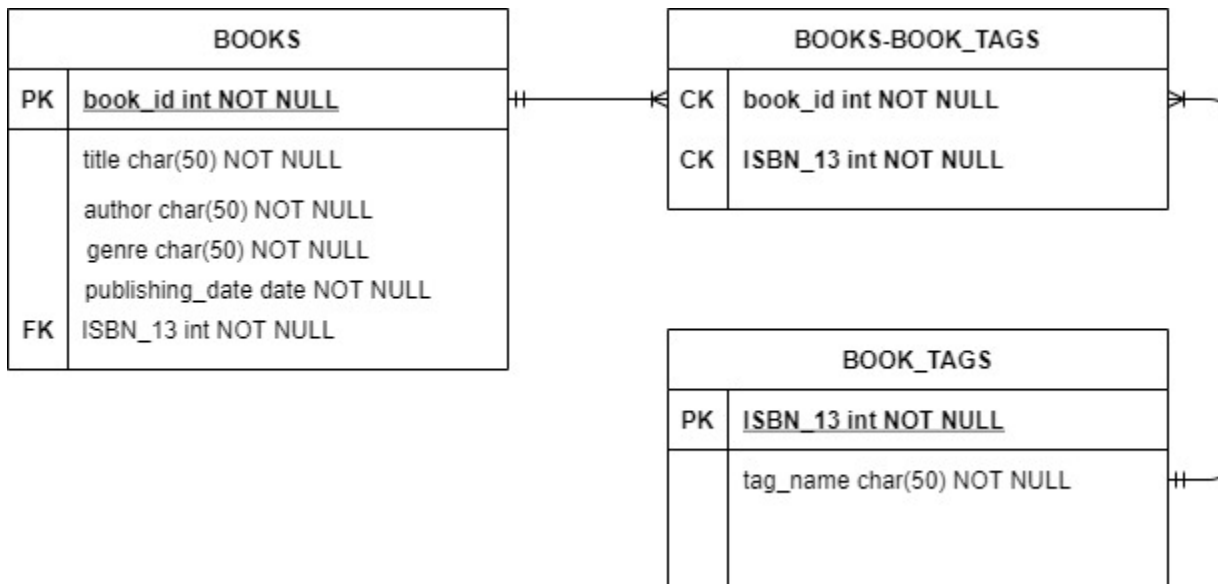 BOOKS
PK book_id int NOT NULL
title char(50) NOT NULL
author char(50) NOT NULL
genre char(50) NOT NULL
publishing_date date NOT NULL
FK ISBN_13 int NOT NULL
BOOKS-BOOK_TAGS
CK book_id int NOT NULL
CK ISBN_13 int NOT NULL
BOOK_TAGS
PK ISBN_13 int NOT NULL
tag_name char(50) NOT NULL